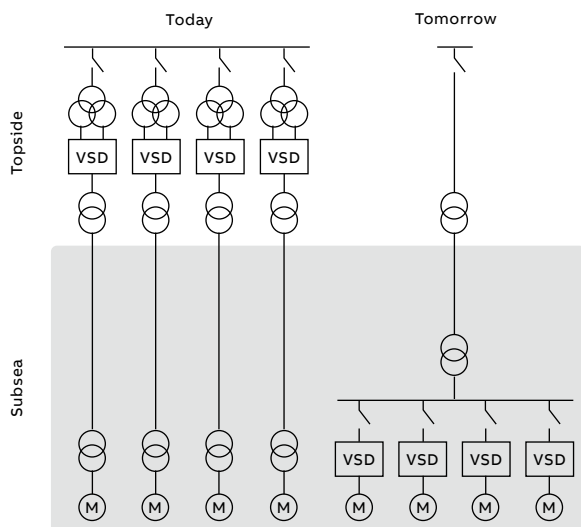 Today
Tomorrow
Topside
VSD VSD VSD VSD
Subsea
VSD VSD VSD VSD
M M M M M M M M